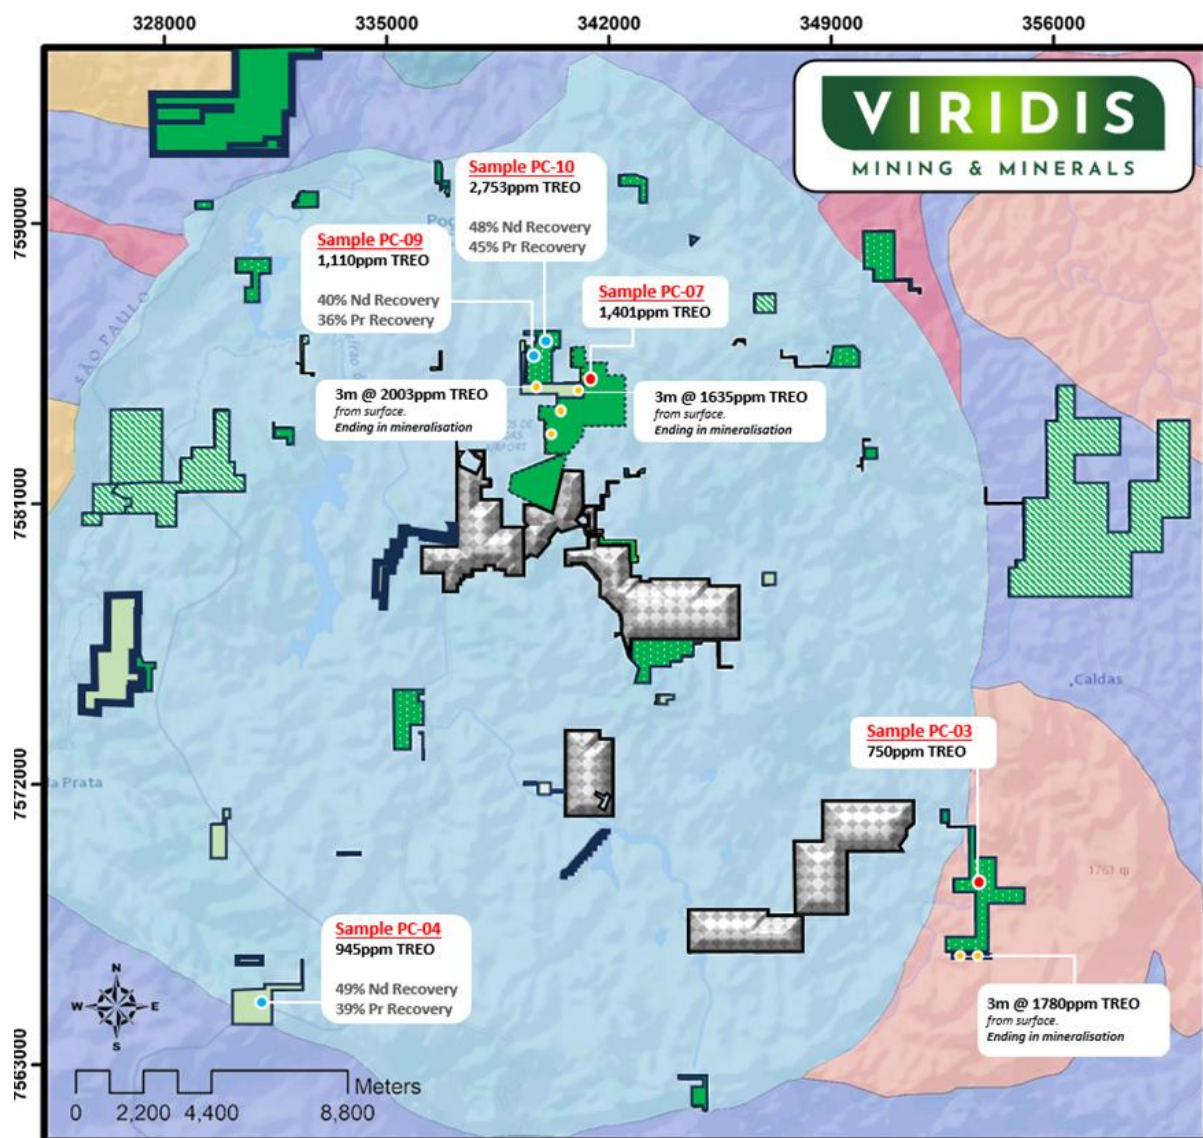 328000
335000
342000
349000
356000
VIRIDIS
MINING & MINERALS
Sample PC-10
2,753ppm TREO
48% Nd Recovery
45% Pr Recovery
7590000
Sample PC-09
1,110ppm TREO
40% Nd Recovery
36% Pr Recovery
Sample PC-07
1,401ppm TREO
SÃO PAULO
3m @ 2003ppm TREO
from surface.
Ending in mineralisation
3m @ 1635ppm TREO
from surface.
Ending in mineralisation
7581000
Caldas
Sample PC-03
750ppm TREO
7572000
la Prata
Sample PC-04
945ppm TREO
49% Nd Recovery
39% Pr Recovery
N
W
E
S
3m @ 1780ppm TREO
from surface.
Ending in mineralisation
7563000
Meters
0
2,200
4,400
8,800